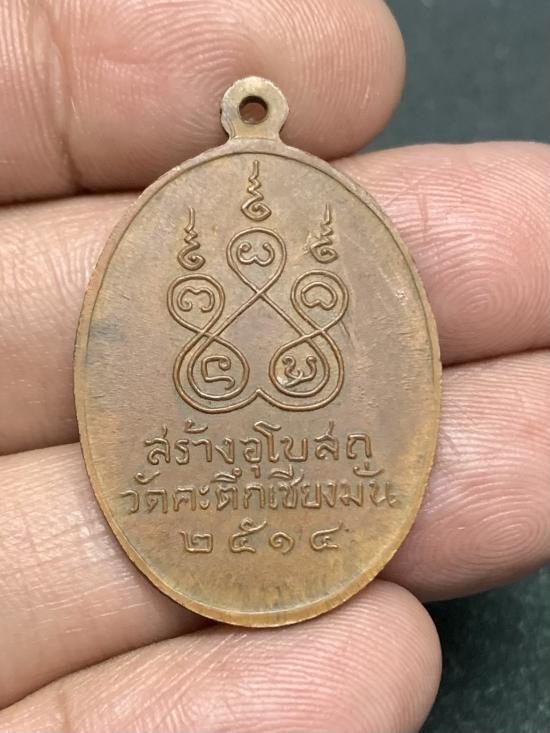 สร้างอุโบสถ
วัดคะตึกเชียงมั่น
๒๕๑๔